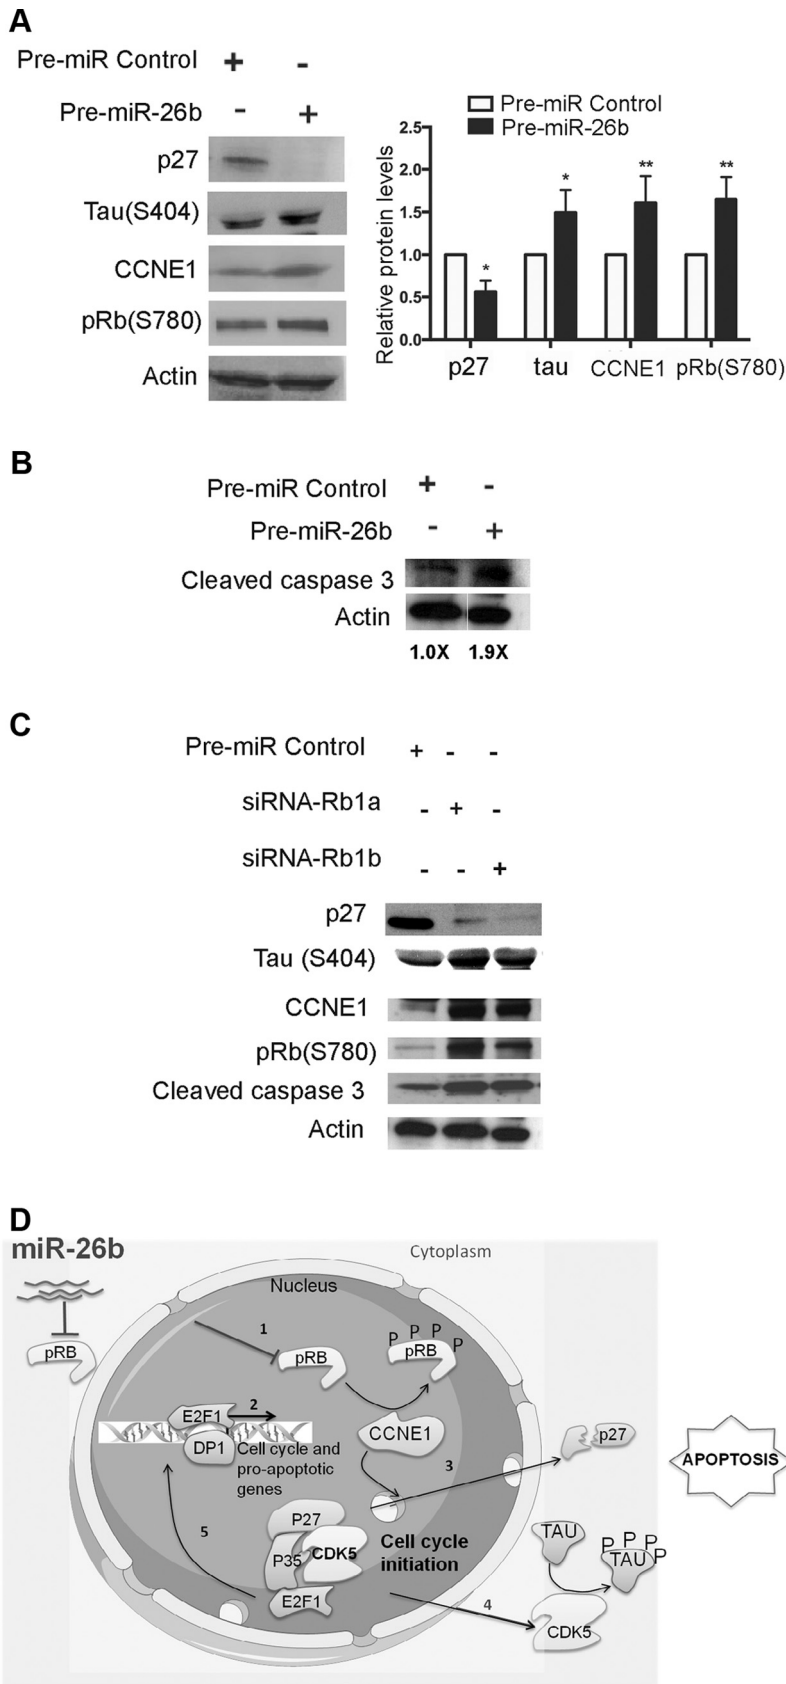 A
Pre-miR Control + -
Pre-miR-26b - +
p27
Tau(S404)
CCNE1
pRb(S780)
Actin
Pre-miR Control
Pre-miR-26b
Relative protein levels
2.5
2.0
1.5
1.0
0.5
0.0
*
*
**
**
p27 tau CCNE1 pRb(S780)
B
Pre-miR Control + -
Pre-miR-26b - +
Cleaved caspase 3
Actin
1.0X 1.9X
C
Pre-miR Control + - -
siRNA-Rb1a - + -
siRNA-Rb1b - - +
p27
Tau (S404)
CCNE1
pRb(S780)
Cleaved caspase 3
Actin
D
miR-26b
Cytoplasm
Nucleus
pRB
1
pRB
P P P P
pRB
E2F1
2
DP1
Cell cycle and
pro-apoptotic
genes
CCNE1
3
p27
APOPTOSIS
5
P27
P35
CDK5
E2F1
Cell cycle
initiation
4
TAU
P P P P
TAU
CDK5